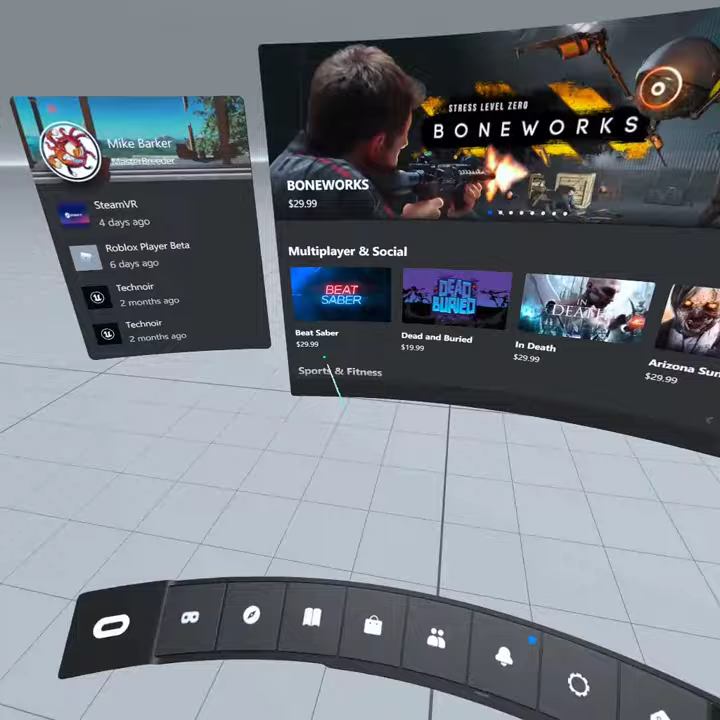 Mike Barker
MasterBreeder
SteamVR
4 days ago
Roblox Player Beta
6 days ago
Technoir
2 months ago
Technoir
2 months ago
STRESS LEVEL ZERO
BONEWORKS
BONEWORKS
$29.99
Multiplayer & Social
BEAT
SABER
DEAD
BURIED
IN
DEATH
Beat Saber
$29.99
Dead and Buried
$19.99
In Death
$29.99
Arizona Sun
$29.99
Sports & Fitness